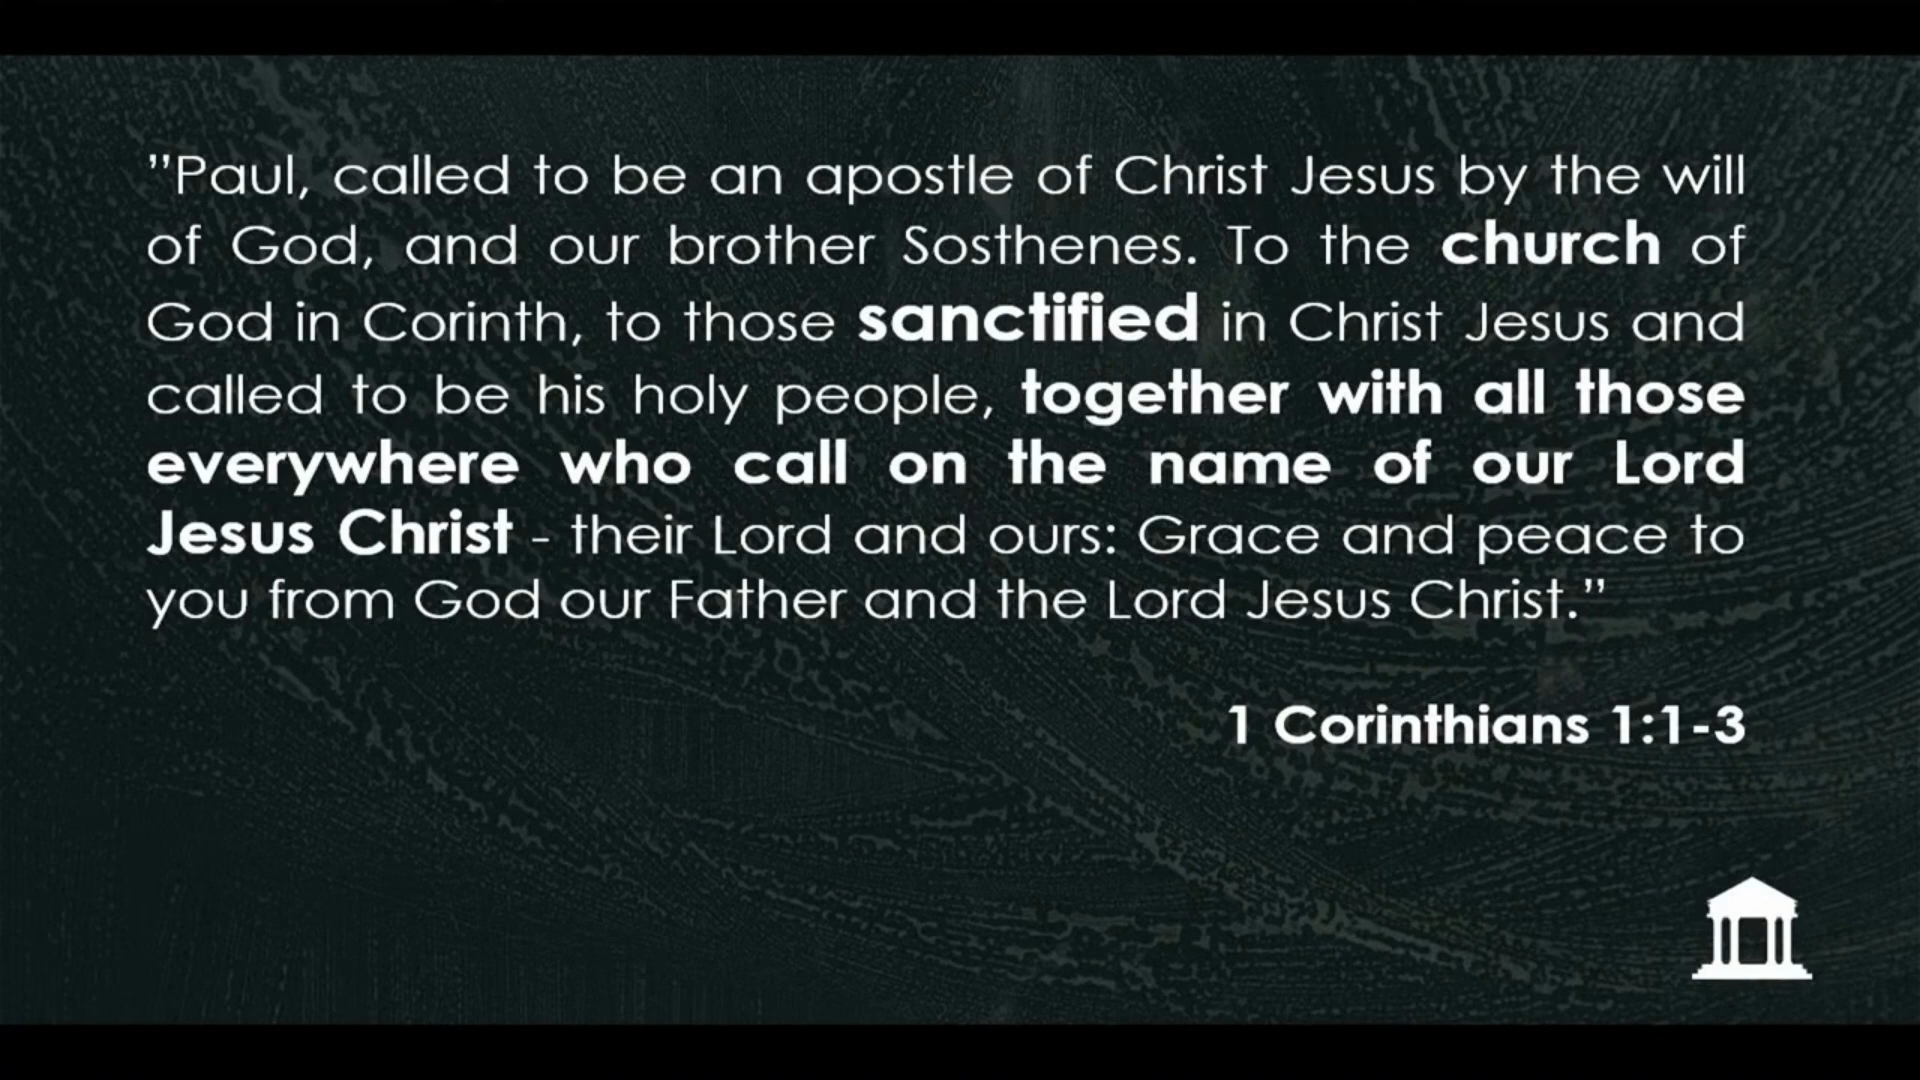 ”Paul, called to be an apostle of Christ Jesus by the will
of God, and our brother Sosthenes. To the church of
God in Corinth, to those sanctified in Christ Jesus and
called to be his holy people, together with all those
everywhere who call on the name of our Lord
Jesus Christ - their Lord and ours: Grace and peace to
you from God our Father and the Lord Jesus Christ.”
1 Corinthians 1:1-3